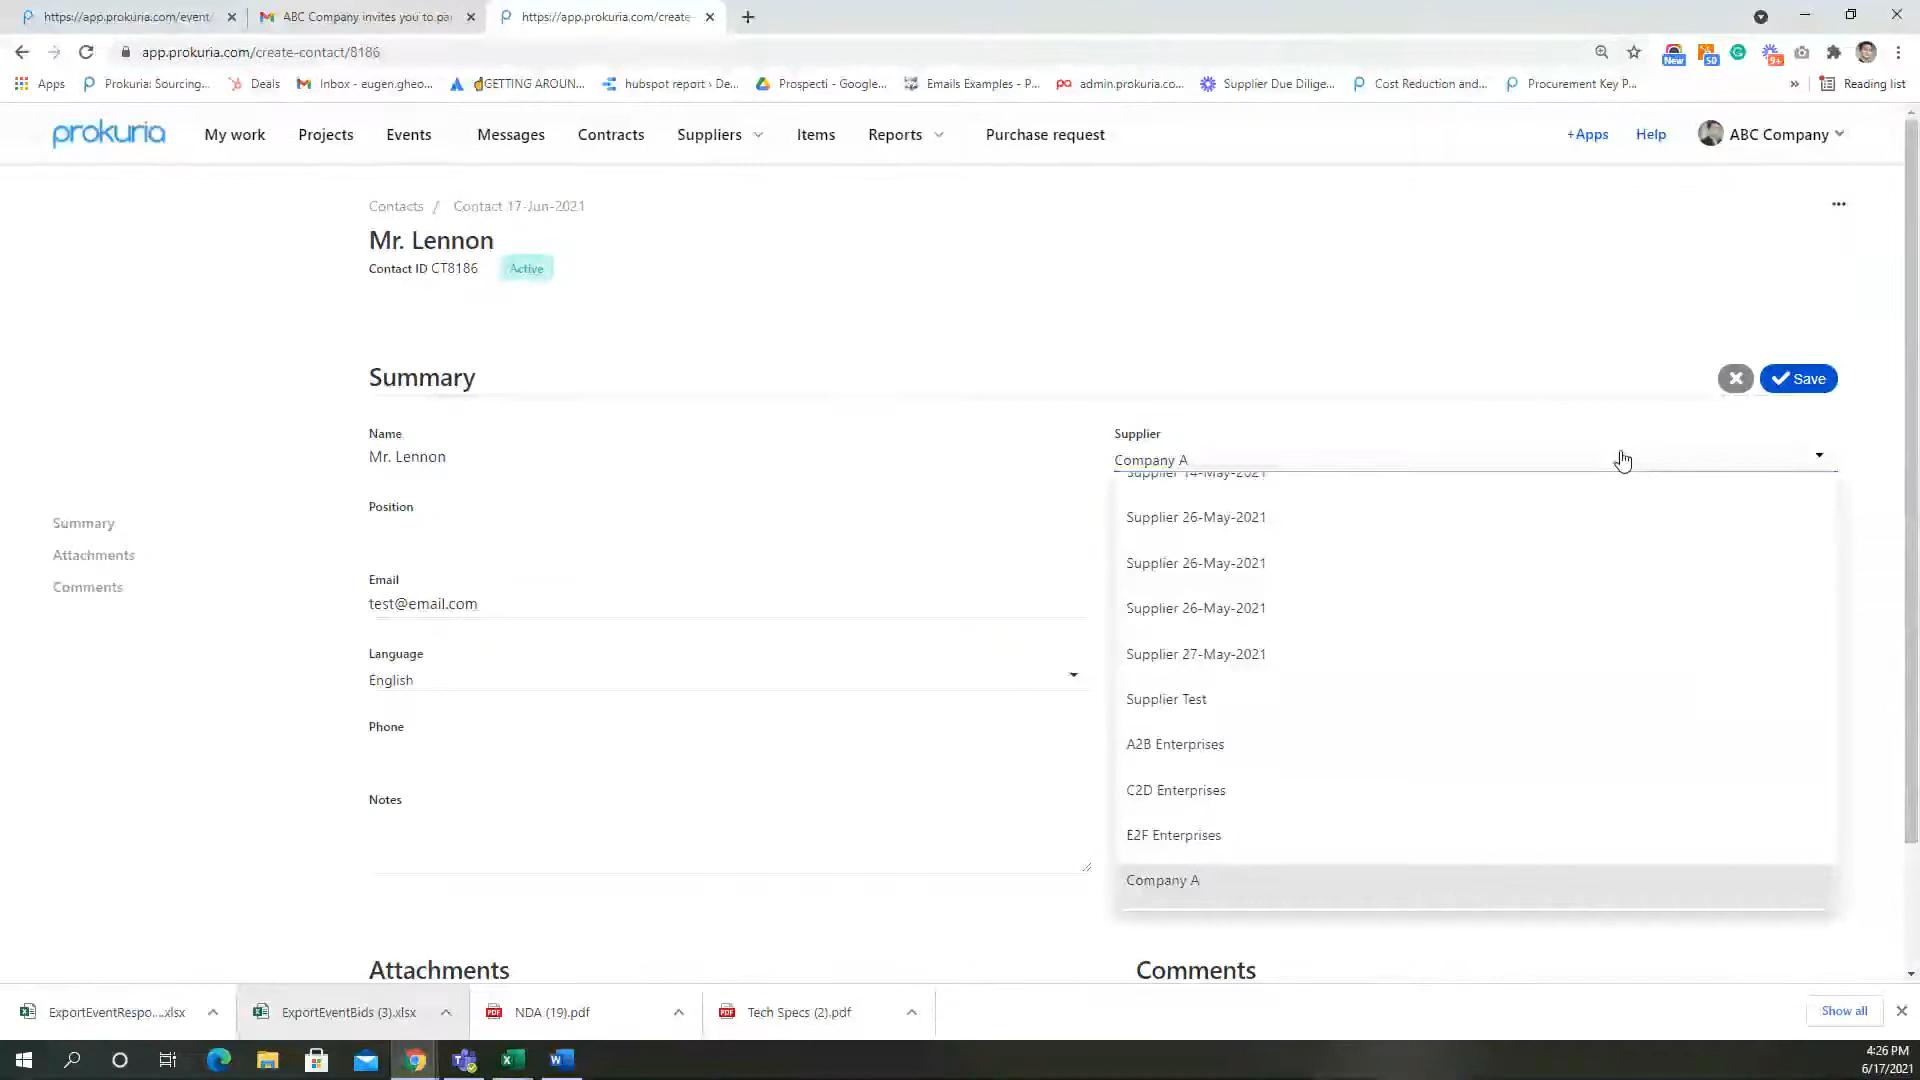 https://app.prokuria.com/event/
ABC Company invites you to pa
https://app.prokuria.com/create-
app.prokuria.com/create-contact/8186
New
50
9+
Apps
Prokuria: Sourcing...
Deals
Inbox - eugen.gheo...
GETTING AROUN...
hubspot report › De...
Prospecti - Google...
Emails Examples - P...
admin.prokuria.co...
Supplier Due Dilige...
Cost Reduction and...
Procurement Key P...
»
Reading list
prokuria
My work
Projects
Events
Messages
Contracts
Suppliers
Items
Reports
Purchase request
+Apps
Help
ABC Company
Contacts / Contact 17-Jun-2021
...
Mr. Lennon
Contact ID CT8186
Active
Summary
Save
Name
Mr. Lennon
Supplier
Company A
Supplier 14-May-2021
Position
Supplier 26-May-2021
Summary
Attachments
Supplier 26-May-2021
Comments
Email
test@email.com
Supplier 26-May-2021
Language
English
Supplier 27-May-2021
Supplier Test
Phone
A2B Enterprises
C2D Enterprises
Notes
E2F Enterprises
Company A
Attachments
Comments
ExportEventRespo....xlsx
ExportEventBids (3).xlsx
NDA (19).pdf
Tech Specs (2).pdf
Show all
4:26 PM
6/17/2021